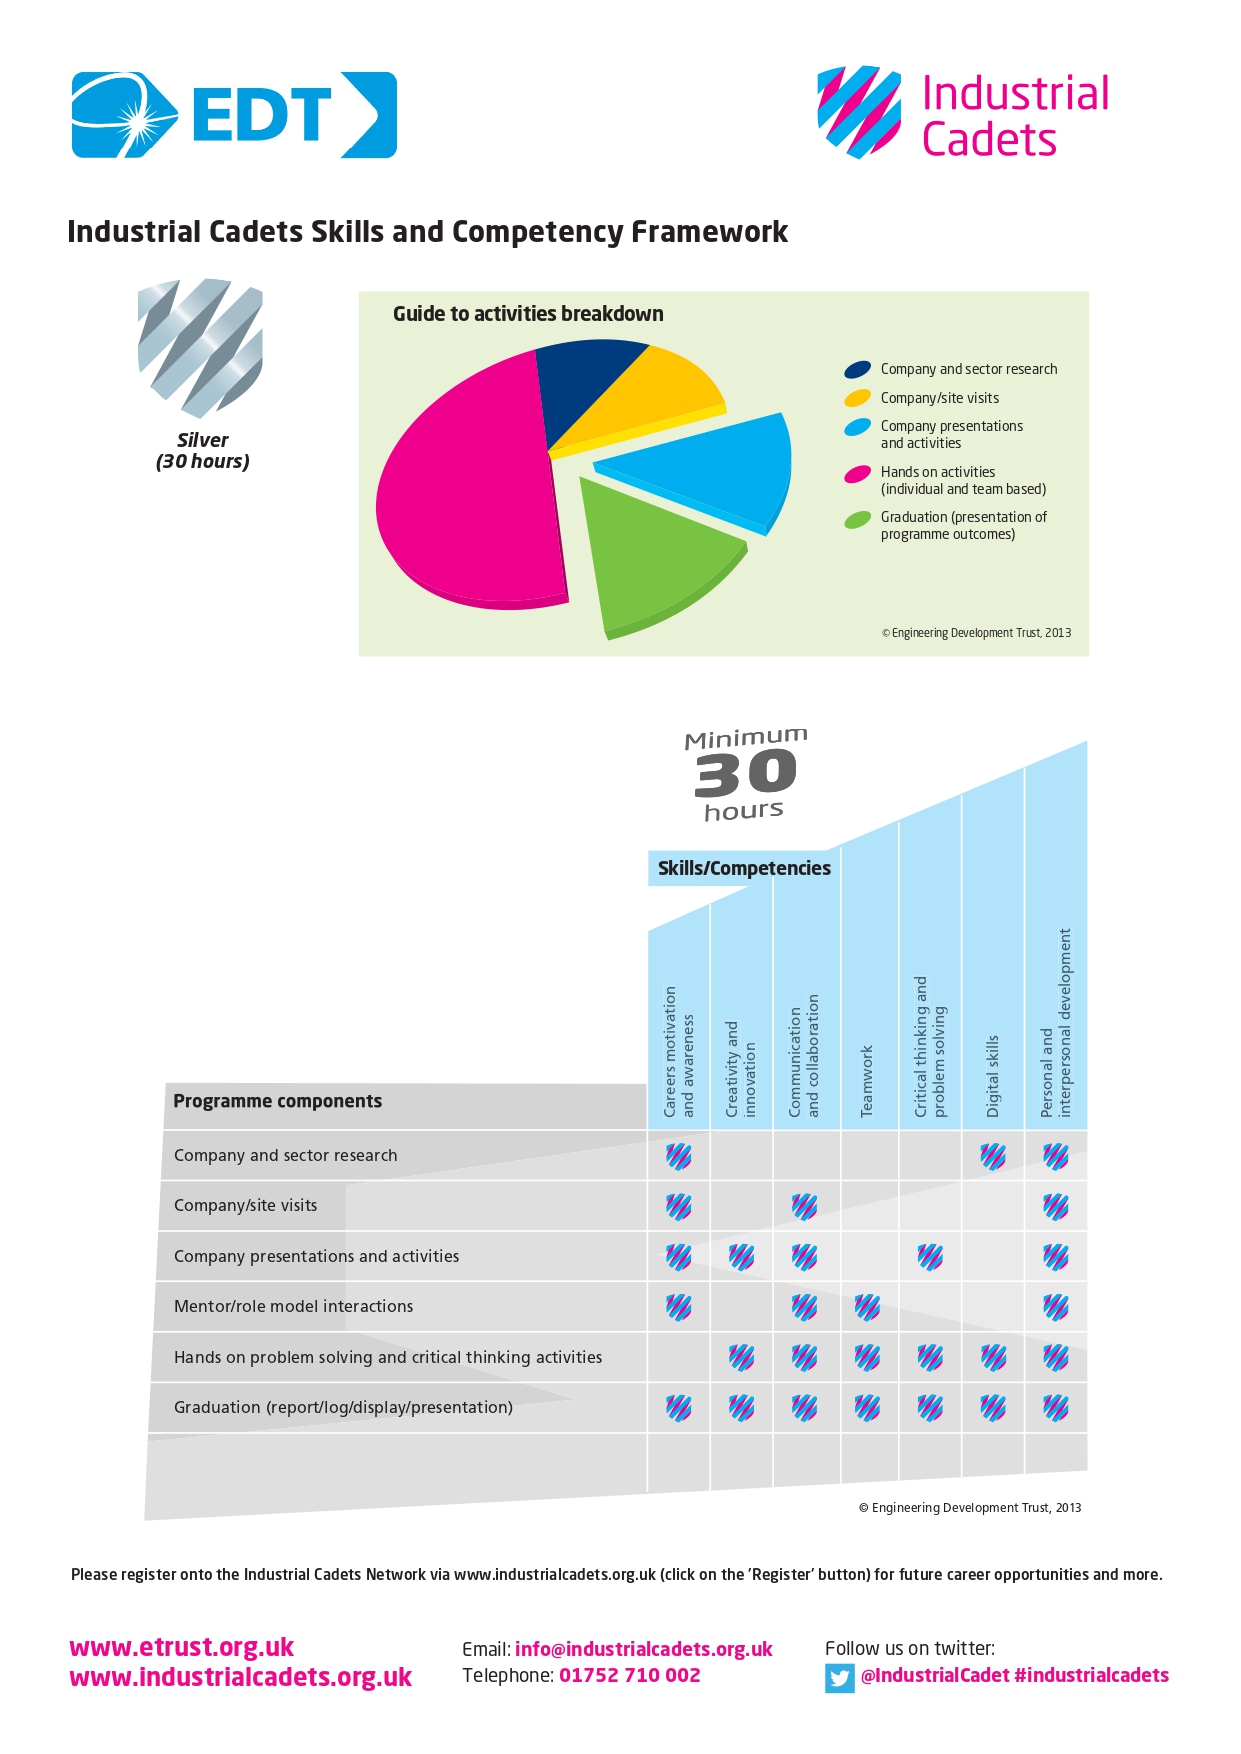 EDT
Industrial
Cadets
Industrial Cadets Skills and Competency Framework
Silver
(30 hours)
Guide to activities breakdown
Company and sector research
Company/site visits
Company presentations
and activities
Hands on activities
(individual and team based)
Graduation (presentation of
programme outcomes)
© Engineering Development Trust, 2013
Minimum
30
hours
Skills/Competencies
Careers motivation
and awareness
Creativity and
innovation
Communication
and collaboration
Teamwork
Critical thinking and
problem solving
Digital skills
Personal and
interpersonal development
Programme components
Company and sector research
Company/site visits
Company presentations and activities
Mentor/role model interactions
Hands on problem solving and critical thinking activities
Graduation (report/log/display/presentation)
© Engineering Development Trust, 2013
Please register onto the Industrial Cadets Network via www.industrialcadets.org.uk (click on the 'Register' button) for future career opportunities and more.
www.etrust.org.uk
www.industrialcadets.org.uk
Email: info@industrialcadets.org.uk
Telephone: 01752 710 002
Follow us on twitter:
@IndustrialCadet #industrialcadets